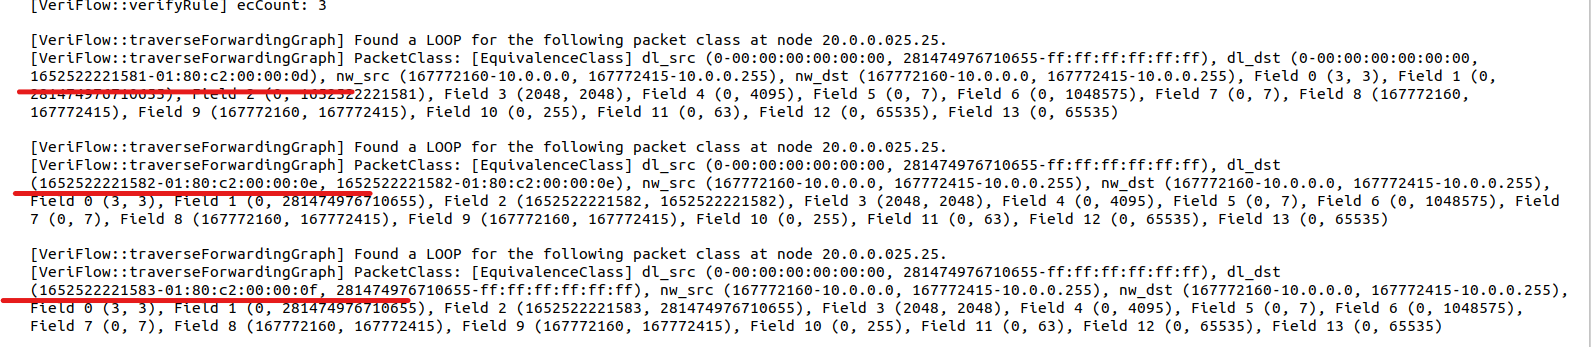 [VeriFlow::verifyRule] ecCount: 3
[VeriFlow::traverseForwardingGraph] Found a LOOP for the following packet class at node 20.0.0.025.25.
[VeriFlow::traverseForwardingGraph] PacketClass: [EquivalenceClass] dl_src (0-00:00:00:00:00:00, 281474976710655-ff:ff:ff:ff:ff:ff), dl_dst (0-00:00:00:00:00:00,
1652522221581-01:80:c2:00:00:0d), nw_src (167772160-10.0.0.0, 167772415-10.0.0.255), nw_dst (167772160-10.0.0.0, 167772415-10.0.0.255), Field 0 (3, 3), Field 1 (0,
281474976710655), Field 2 (0, 1652522221581), Field 3 (2048, 2048), Field 4 (0, 4095), Field 5 (0, 7), Field 6 (0, 1048575), Field 7 (0, 7), Field 8 (167772160,
167772415), Field 9 (167772160, 167772415), Field 10 (0, 255), Field 11 (0, 63), Field 12 (0, 65535), Field 13 (0, 65535)
[VeriFlow::traverseForwardingGraph] Found a LOOP for the following packet class at node 20.0.0.025.25.
[VeriFlow::traverseForwardingGraph] PacketClass: [EquivalenceClass] dl_src (0-00:00:00:00:00:00, 281474976710655-ff:ff:ff:ff:ff:ff), dl_dst
(1652522221582-01:80:c2:00:00:0e, 1652522221582-01:80:c2:00:00:0e), nw_src (167772160-10.0.0.0, 167772415-10.0.0.255), nw_dst (167772160-10.0.0.0, 167772415-10.0.0.255),
Field 0 (3, 3), Field 1 (0, 281474976710655), Field 2 (1652522221582, 1652522221582), Field 3 (2048, 2048), Field 4 (0, 4095), Field 5 (0, 7), Field 6 (0, 1048575), Field
7 (0, 7), Field 8 (167772160, 167772415), Field 9 (167772160, 167772415), Field 10 (0, 255), Field 11 (0, 63), Field 12 (0, 65535), Field 13 (0, 65535)
[VeriFlow::traverseForwardingGraph] Found a LOOP for the following packet class at node 20.0.0.025.25.
[VeriFlow::traverseForwardingGraph] PacketClass: [EquivalenceClass] dl_src (0-00:00:00:00:00:00, 281474976710655-ff:ff:ff:ff:ff:ff), dl_dst
(1652522221583-01:80:c2:00:00:0f, 281474976710655-ff:ff:ff:ff:ff:ff), nw_src (167772160-10.0.0.0, 167772415-10.0.0.255), nw_dst (167772160-10.0.0.0, 167772415-10.0.0.255),
Field 0 (3, 3), Field 1 (0, 281474976710655), Field 2 (1652522221583, 281474976710655), Field 3 (2048, 2048), Field 4 (0, 4095), Field 5 (0, 7), Field 6 (0, 1048575),
Field 7 (0, 7), Field 8 (167772160, 167772415), Field 9 (167772160, 167772415), Field 10 (0, 255), Field 11 (0, 63), Field 12 (0, 65535), Field 13 (0, 65535)